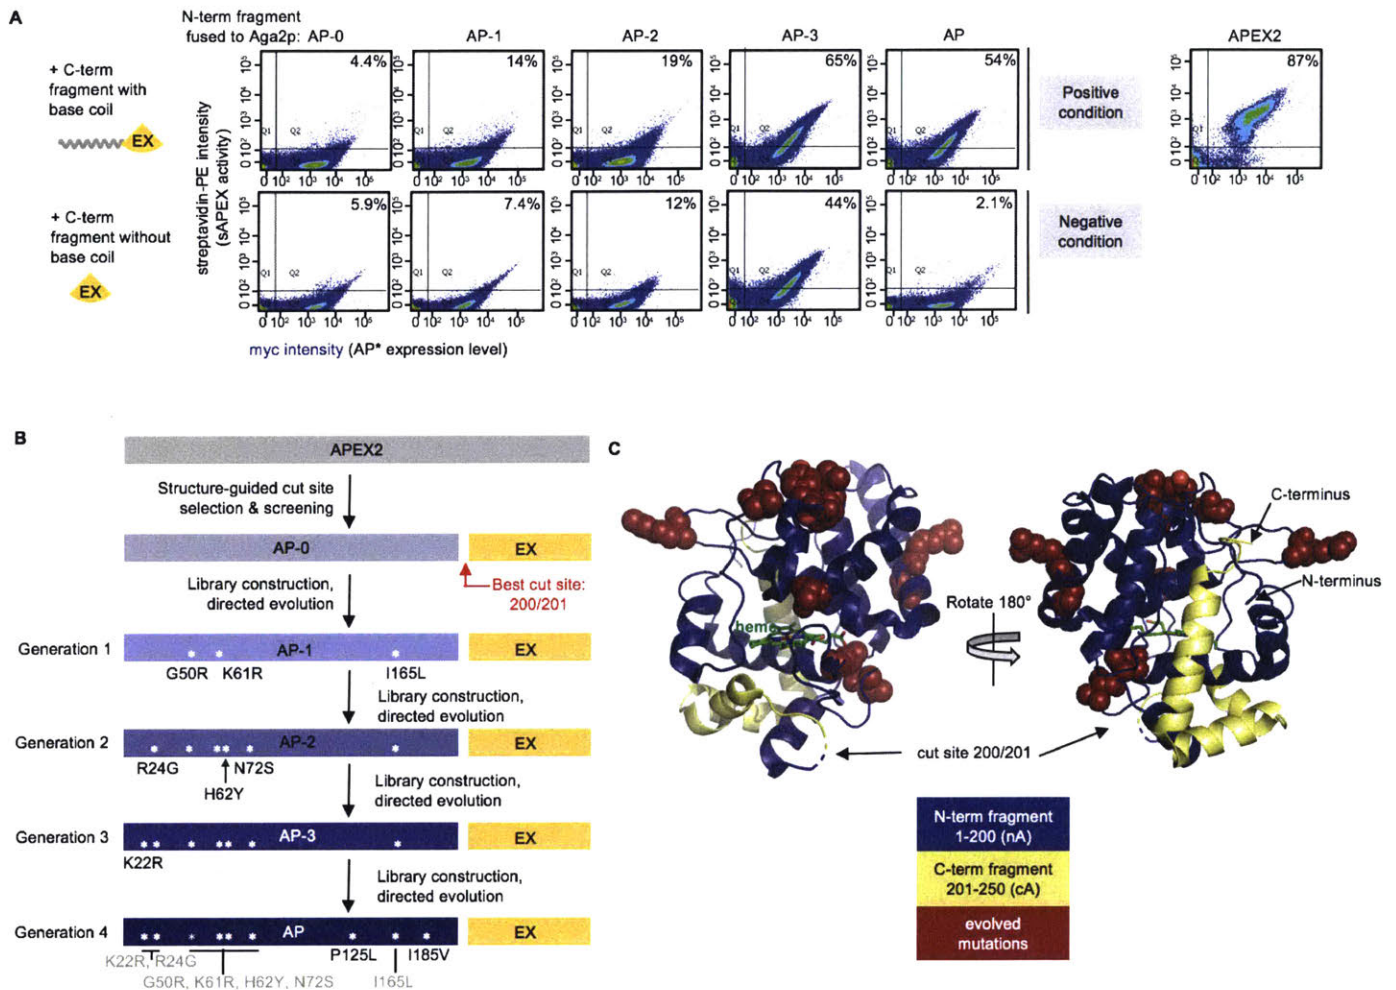 A
N-term fragment
fused to Aga2p: AP-0
AP-1
AP-2
AP-3
AP
APEX2
+ C-term
fragment with
base coil
EX
4.4%
14%
19%
65%
54%
87%
Positive
condition
+ C-term
fragment without
base coil
EX
5.9%
7.4%
12%
44%
2.1%
Negative
condition
streptavidin-PE intensity
(sAPEX activity)
Q1 Q2
0 10² 10³ 10⁴ 10⁵
myc intensity (AP* expression level)
B
APEX2
Structure-guided cut site
selection & screening
AP-0
EX
Best cut site:
200/201
Library construction,
directed evolution
Generation 1
AP-1
EX
* * *
G50R K61R I165L
Library construction,
directed evolution
Generation 2
AP-2
EX
* * * * * *
R24G N72S
H62Y
Library construction,
directed evolution
Generation 3
AP-3
EX
* * * * * * *
K22R
Library construction,
directed evolution
Generation 4
AP
EX
* * * * * * * * *
K22R, R24G
P125L I185V
G50R, K61R, H62Y, N72S I165L
C
heme
Rotate 180°
C-terminus
N-terminus
cut site 200/201
N-term fragment
1-200 (nA)
C-term fragment
201-250 (cA)
evolved
mutations